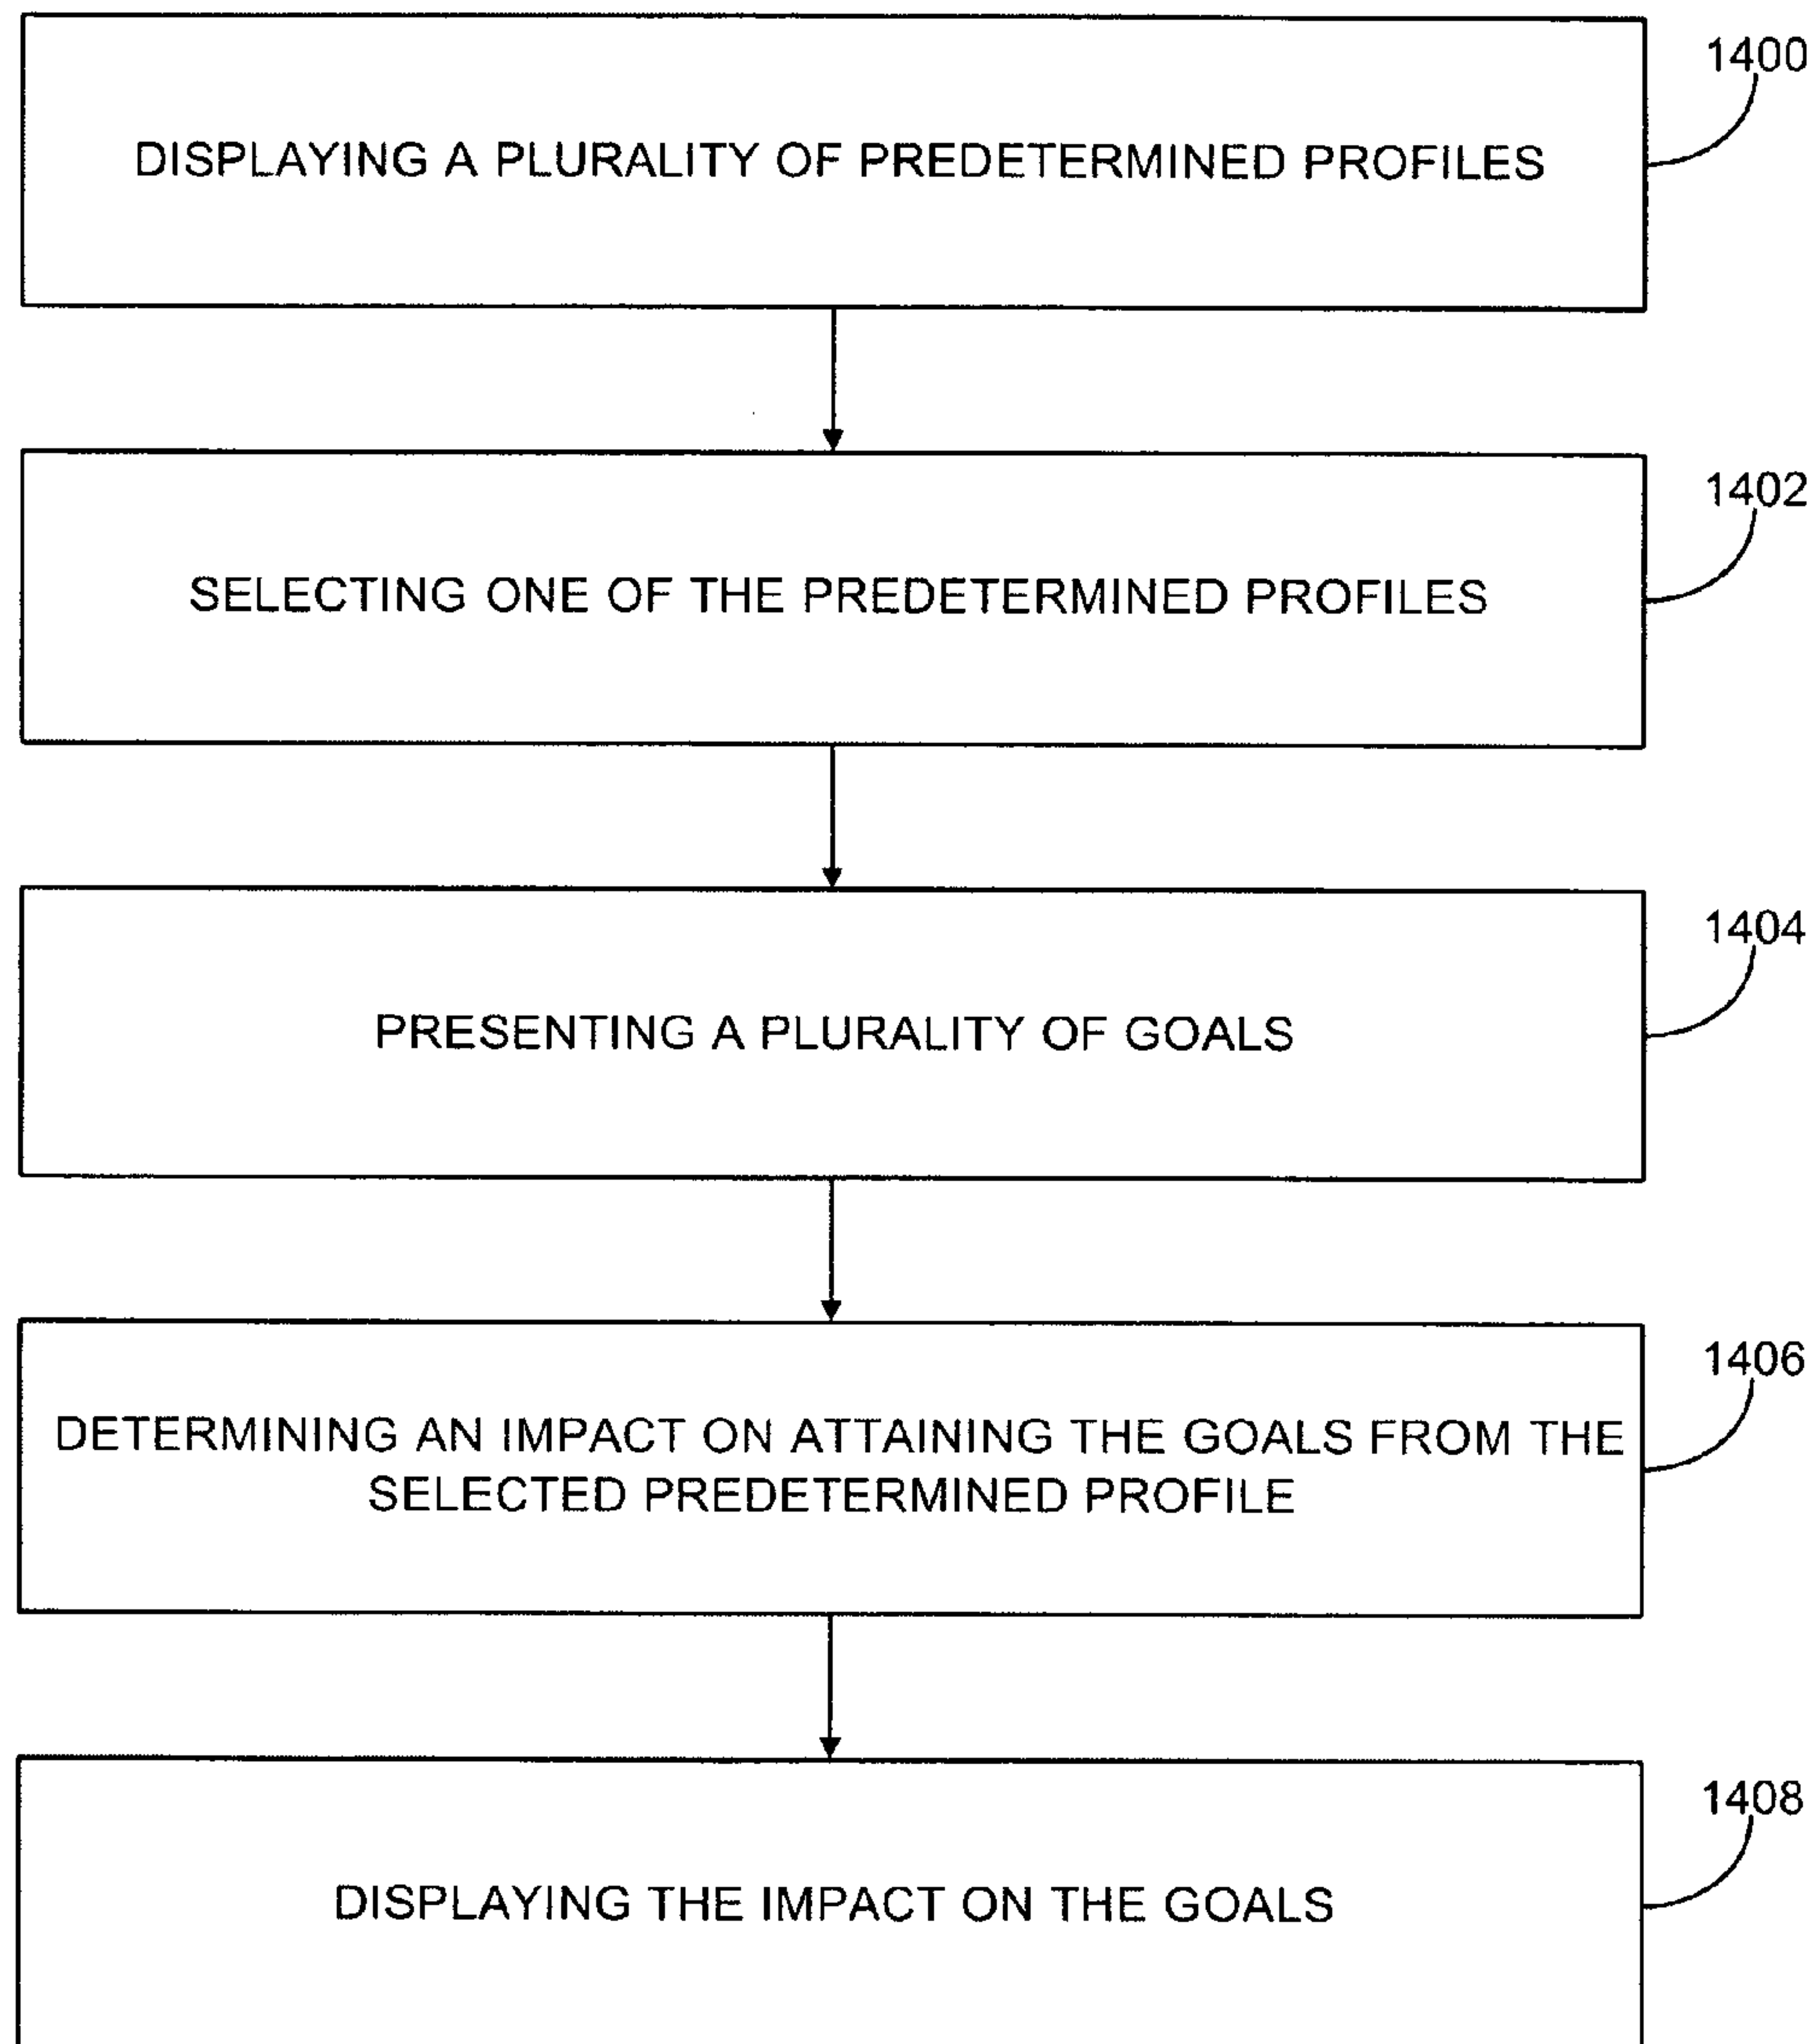 1400
DISPLAYING A PLURALITY OF PREDETERMINED PROFILES
1402
SELECTING ONE OF THE PREDETERMINED PROFILES
1404
PRESENTING A PLURALITY OF GOALS
1406
DETERMINING AN IMPACT ON ATTAINING THE GOALS FROM THE
SELECTED PREDETERMINED PROFILE
1408
DISPLAYING THE IMPACT ON THE GOALS